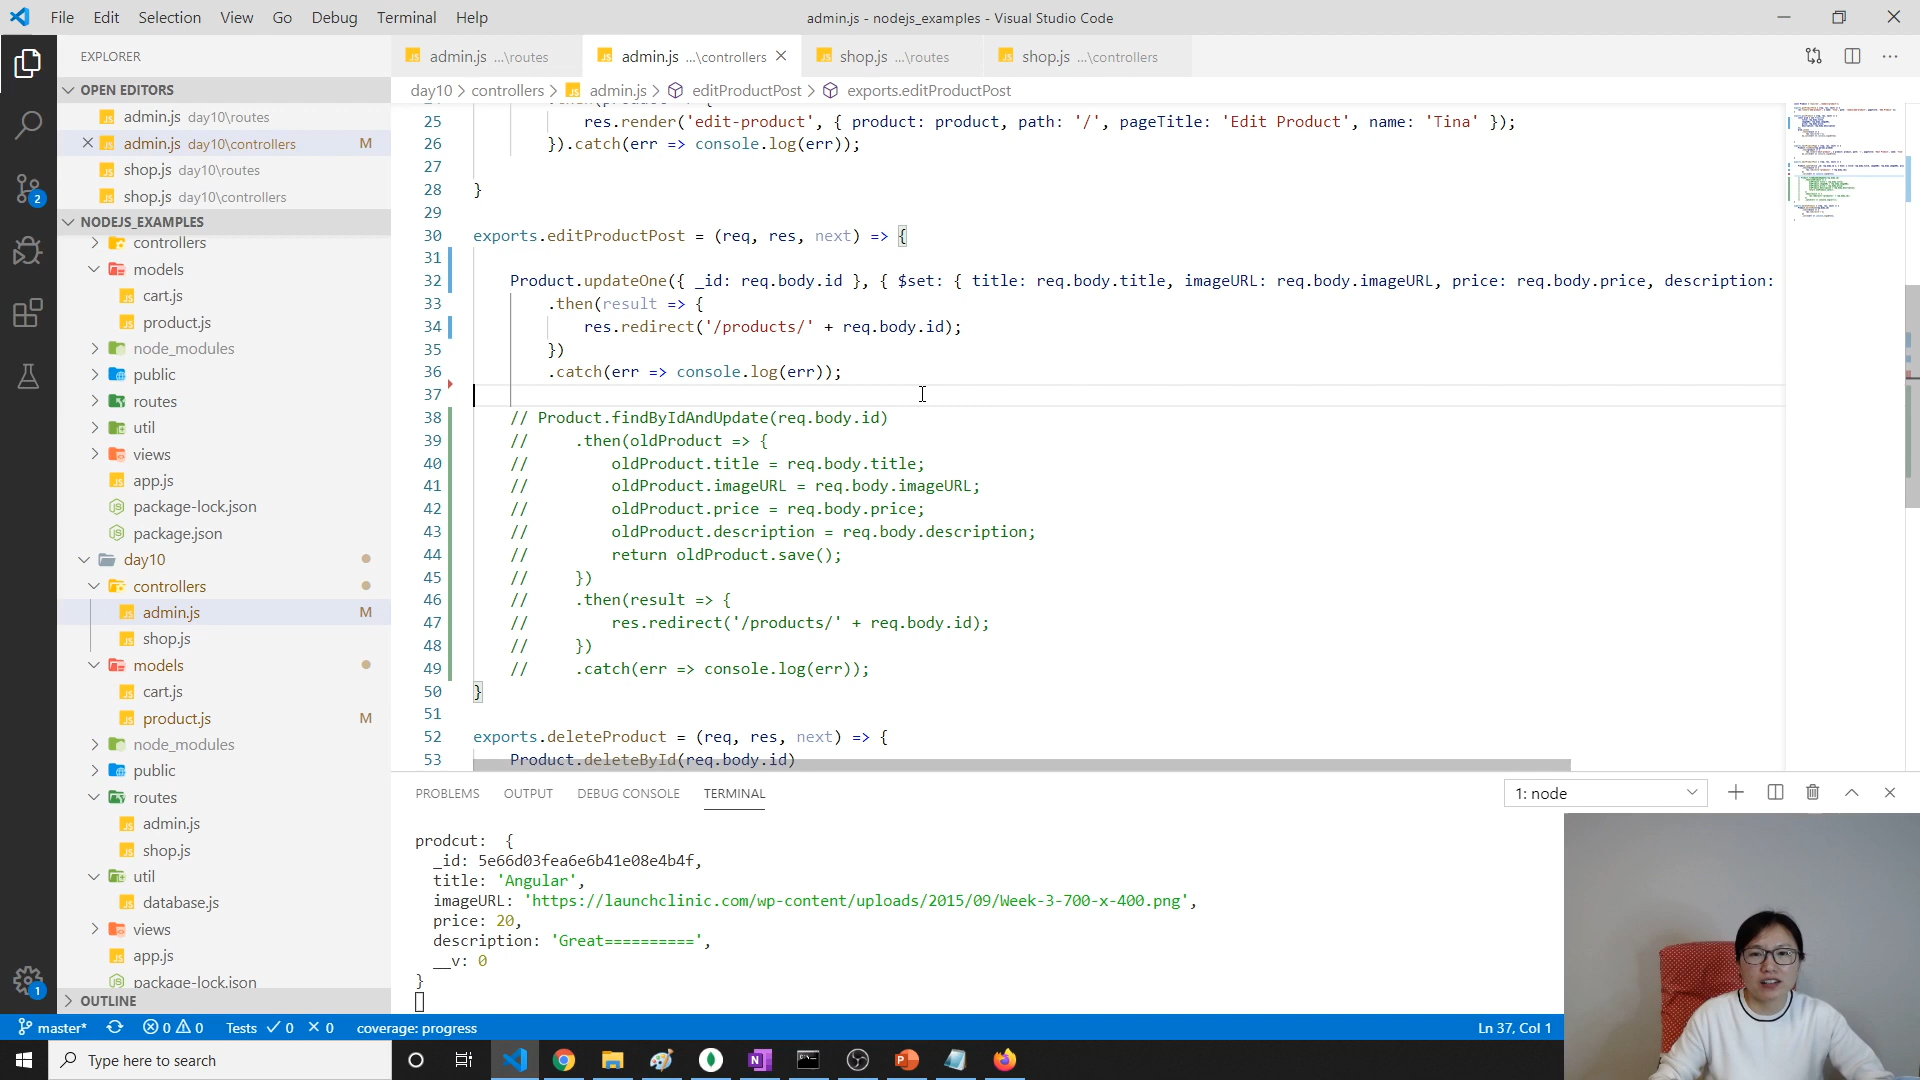 File Edit Selection View Go Debug Terminal Help
admin.js - nodejs_examples - Visual Studio Code
EXPLORER
OPEN EDITORS
admin.js day10\routes
admin.js day10\controllers M
shop.js day10\routes
shop.js day10\controllers
NODEJS_EXAMPLES
controllers
models
cart.js
product.js
node_modules
public
routes
util
views
app.js
package-lock.json
package.json
day10
controllers
admin.js M
shop.js
models
cart.js
product.js M
node_modules
public
routes
admin.js
shop.js
util
database.js
views
app.js
package-lock.json
OUTLINE
admin.js ...\routes
admin.js ...\controllers
shop.js ...\routes
shop.js ...\controllers
day10 > controllers > admin.js > editProductPost > exports.editProductPost
25 res.render('edit-product', { product: product, path: '/', pageTitle: 'Edit Product', name: 'Tina' });
26 }).catch(err => console.log(err));
27
28 }
29
30 exports.editProductPost = (req, res, next) => {
31
32 Product.updateOne({ _id: req.body.id }, { $set: { title: req.body.title, imageURL: req.body.imageURL, price: req.body.price, description:
33 .then(result => {
34 res.redirect('/products/' + req.body.id);
35 })
36 .catch(err => console.log(err));
37
38 // Product.findByIdAndUpdate(req.body.id)
39 // .then(oldProduct => {
40 // oldProduct.title = req.body.title;
41 // oldProduct.imageURL = req.body.imageURL;
42 // oldProduct.price = req.body.price;
43 // oldProduct.description = req.body.description;
44 // return oldProduct.save();
45 // })
46 // .then(result => {
47 // res.redirect('/products/' + req.body.id);
48 // })
49 // .catch(err => console.log(err));
50 }
51
52 exports.deleteProduct = (req, res, next) => {
53 Product.deleteById(req.body.id)
PROBLEMS OUTPUT DEBUG CONSOLE TERMINAL
1: node
prodcut: {
_id: 5e66d03fea6e6b41e08e4b4f,
title: 'Angular',
imageURL: 'https://launchclinic.com/wp-content/uploads/2015/09/Week-3-700-x-400.png',
price: 20,
description: 'Great==========',
__v: 0
}
2
1
master* 0 0 Tests 0 0 coverage: progress
Ln 37, Col 1
Type here to search